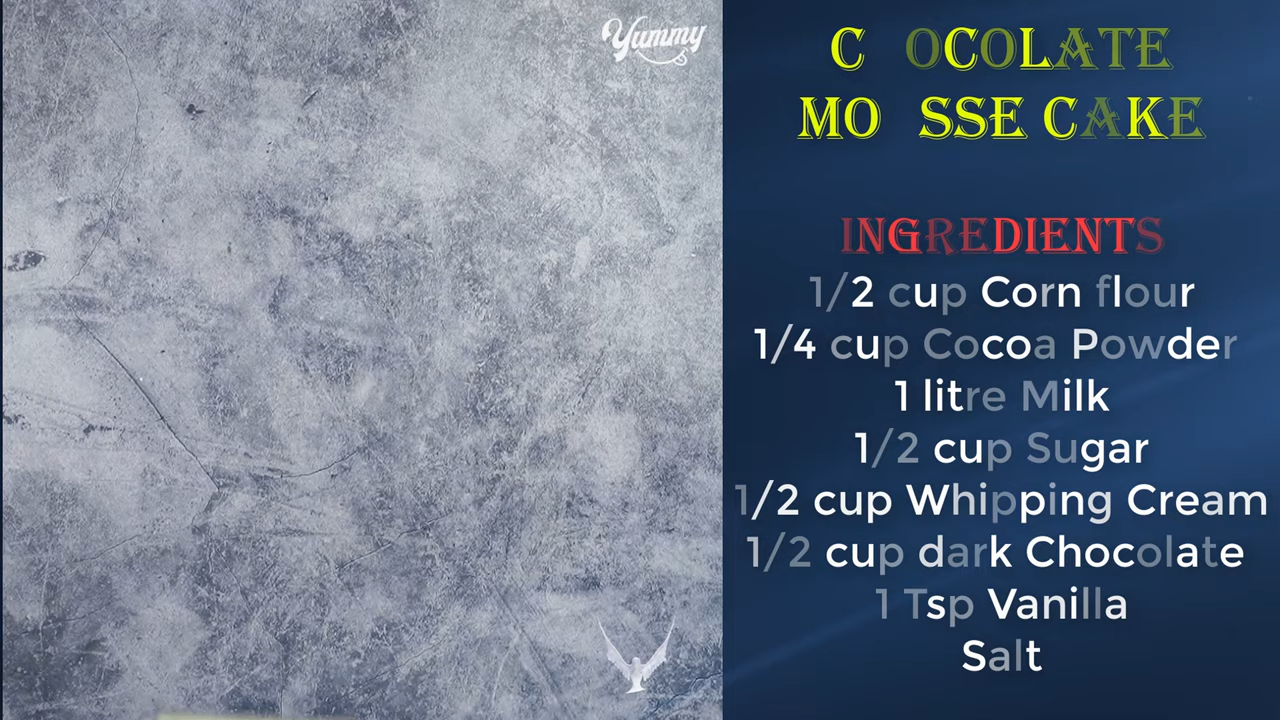 Yummy
C OCOLATE
MO SSE CAKE
INGREDIENTS
1/2 cup Corn flour
1/4 cup Cocoa Powder
1 litre Milk
1/2 cup Sugar
1/2 cup Whipping Cream
1/2 cup dark Chocolate
1 Tsp Vanilla
Salt